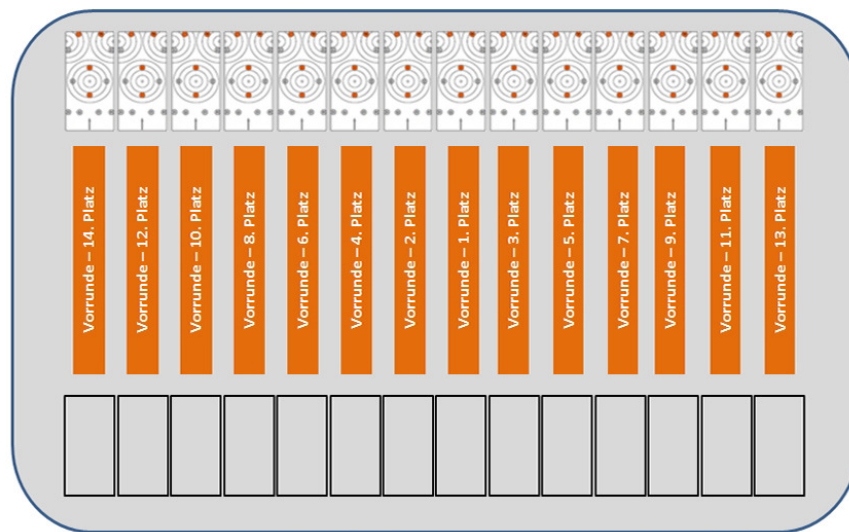 Vorrunde – 14. Platz
Vorrunde – 12. Platz
Vorrunde – 10. Platz
Vorrunde – 8. Platz
Vorrunde – 6. Platz
Vorrunde – 4. Platz
Vorrunde – 2. Platz
Vorrunde – 1. Platz
Vorrunde – 3. Platz
Vorrunde – 5. Platz
Vorrunde – 7. Platz
Vorrunde – 9. Platz
Vorrunde – 11. Platz
Vorrunde – 13. Platz